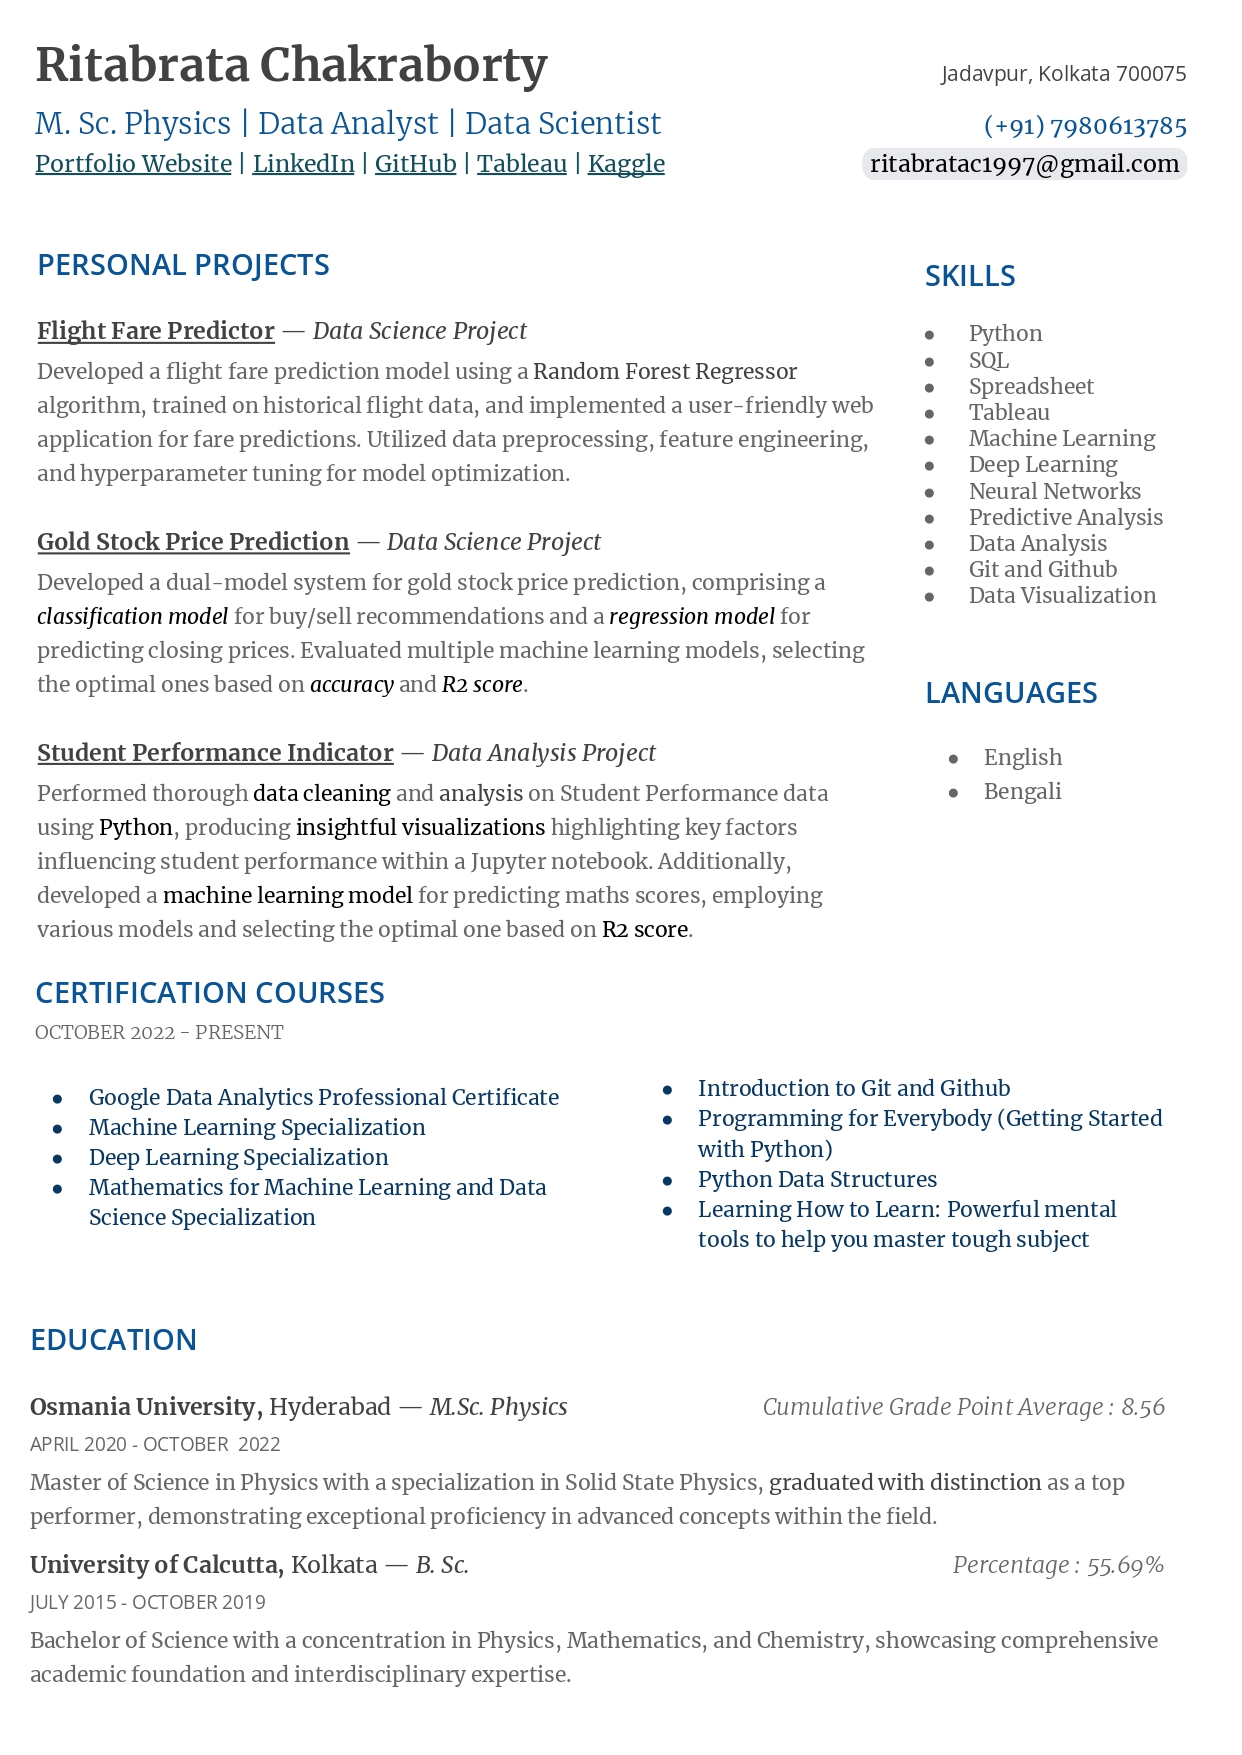 Ritabrata Chakraborty
Jadavpur, Kolkata 700075
M. Sc. Physics | Data Analyst | Data Scientist
(+91) 7980613785
Portfolio Website | LinkedIn | GitHub | Tableau | Kaggle
ritabratac1997@gmail.com
PERSONAL PROJECTS
Flight Fare Predictor — Data Science Project
Developed a flight fare prediction model using a Random Forest Regressor
algorithm, trained on historical flight data, and implemented a user-friendly web
application for fare predictions. Utilized data preprocessing, feature engineering,
and hyperparameter tuning for model optimization.
Gold Stock Price Prediction — Data Science Project
Developed a dual-model system for gold stock price prediction, comprising a
classification model for buy/sell recommendations and a regression model for
predicting closing prices. Evaluated multiple machine learning models, selecting
the optimal ones based on accuracy and R2 score.
Student Performance Indicator — Data Analysis Project
Performed thorough data cleaning and analysis on Student Performance data
using Python, producing insightful visualizations highlighting key factors
influencing student performance within a Jupyter notebook. Additionally,
developed a machine learning model for predicting maths scores, employing
various models and selecting the optimal one based on R2 score.
SKILLS
● Python
● SQL
● Spreadsheet
● Tableau
● Machine Learning
● Deep Learning
● Neural Networks
● Predictive Analysis
● Data Analysis
● Git and Github
● Data Visualization
LANGUAGES
● English
● Bengali
CERTIFICATION COURSES
OCTOBER 2022 - PRESENT
● Google Data Analytics Professional Certificate
● Machine Learning Specialization
● Deep Learning Specialization
● Mathematics for Machine Learning and Data
Science Specialization
● Introduction to Git and Github
● Programming for Everybody (Getting Started
with Python)
● Python Data Structures
● Learning How to Learn: Powerful mental
tools to help you master tough subject
EDUCATION
Osmania University, Hyderabad — M.Sc. Physics
Cumulative Grade Point Average : 8.56
APRIL 2020 - OCTOBER 2022
Master of Science in Physics with a specialization in Solid State Physics, graduated with distinction as a top
performer, demonstrating exceptional proficiency in advanced concepts within the field.
University of Calcutta, Kolkata — B. Sc.
Percentage : 55.69%
JULY 2015 - OCTOBER 2019
Bachelor of Science with a concentration in Physics, Mathematics, and Chemistry, showcasing comprehensive
academic foundation and interdisciplinary expertise.